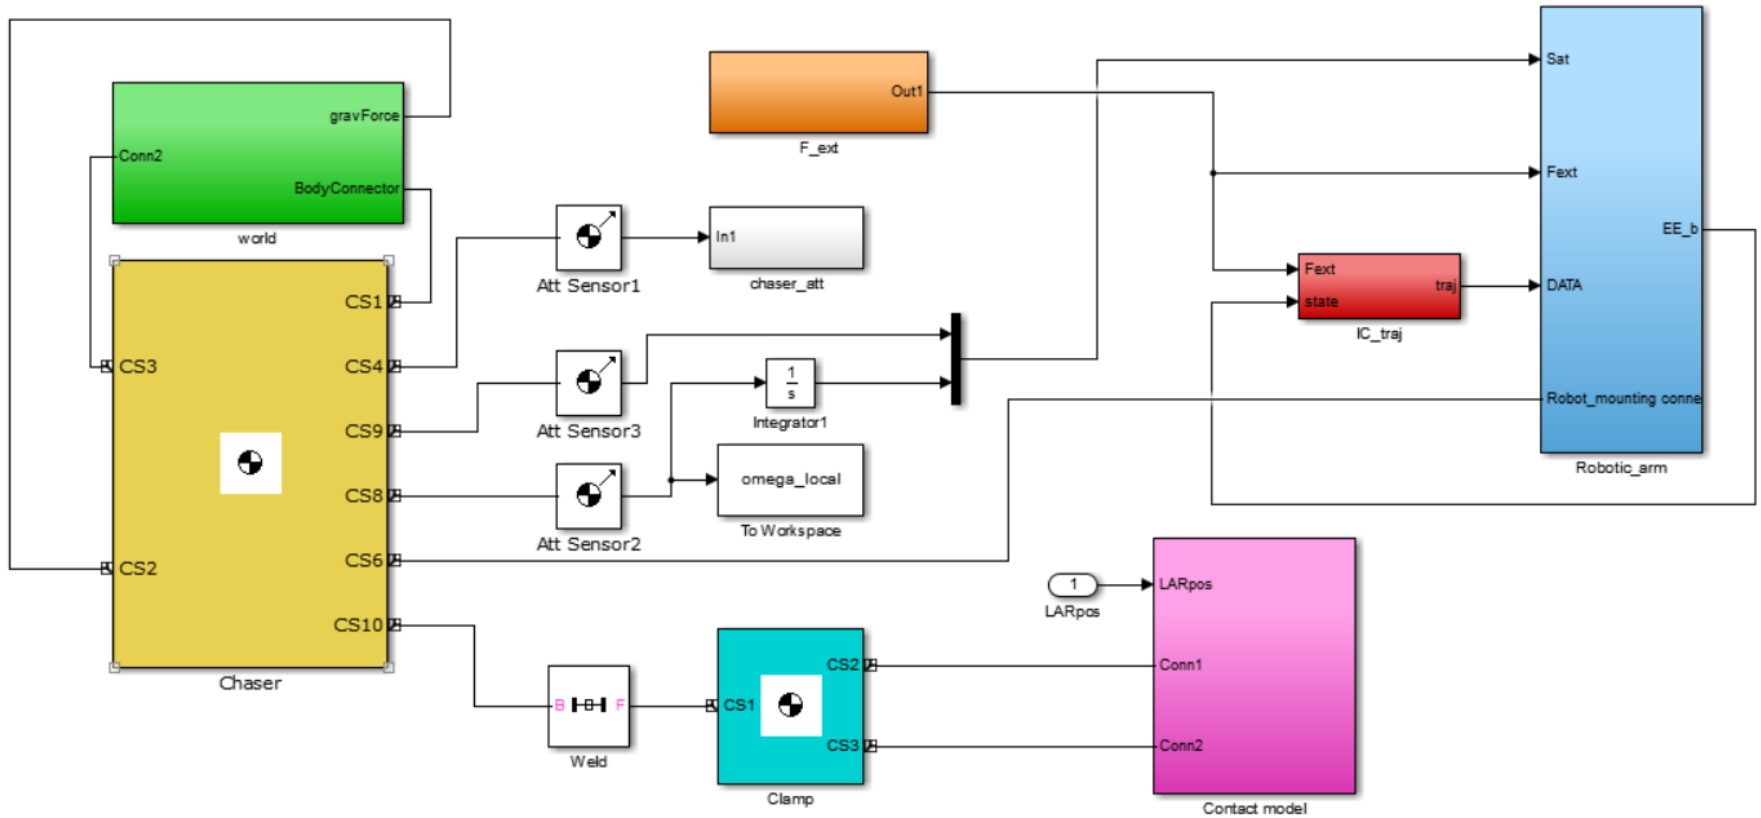 gravForce
Conn2
BodyConnector
world
CS1
CS3
CS4
CS9
CS8
CS6
CS2
CS10
Chaser
Att Sensor1
In1
chaser_att
Att Sensor3
1
s
Integrator1
Att Sensor2
omega_local
To Workspace
Out1
F_ext
Sat
Fext
EE_b
DATA
Robot_mounting conne
Robotic_arm
Fext
traj
state
IC_traj
B
F
Weld
CS2
CS1
CS3
Clamp
1
LARpos
LARpos
Conn1
Conn2
Contact model